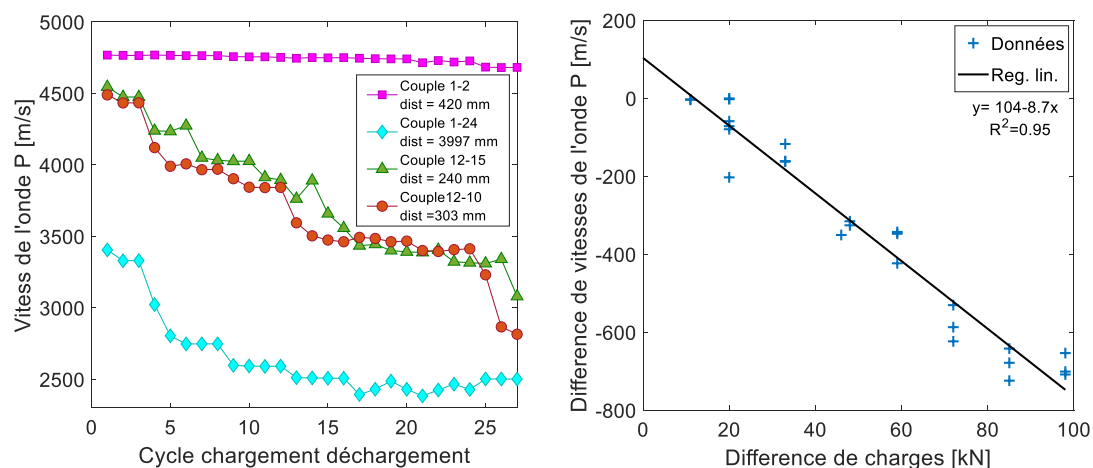 5000
4500
4000
3500
3000
2500
0
5
10
15
20
25
Vitess de l'onde P [m/s]
Cycle chargement déchargement
Couple 1-2
dist = 420 mm
Couple 1-24
dist = 3997 mm
Couple 12-15
dist = 240 mm
Couple12-10
dist =303 mm
200
0
-200
-400
-600
-800
0
20
40
60
80
100
Difference de vitesses de l'onde P [m/s]
Difference de charges [kN]
Données
Reg. lin.
y= 104-8.7x
R²=0.95